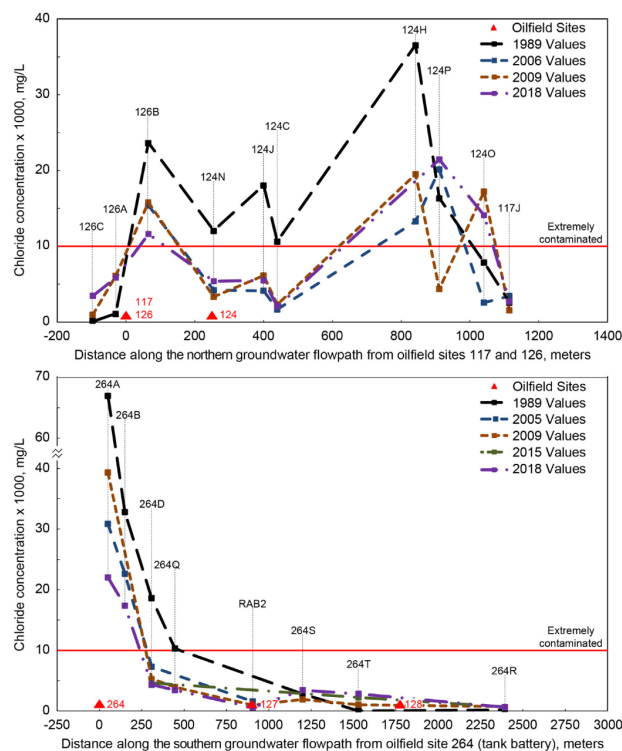 40
30
20
10
0
Chloride concentration x 1000, mg/L
126C
126A
126B
124N
124J
124C
124H
124P
124O
117J
Oilfield Sites
1989 Values
2006 Values
2009 Values
2018 Values
Extremely
contaminated
117
126
124
-200 0 200 400 600 800 1000 1200 1400
Distance along the northern groundwater flowpath from oilfield sites 117 and 126, meters
70
60
40
30
20
10
0
Chloride concentration x 1000, mg/L
264A
264B
264D
264Q
RAB2
264S
264T
264R
Oilfield Sites
1989 Values
2005 Values
2009 Values
2015 Values
2018 Values
Extremely
contaminated
264
127
128
-250 0 250 500 750 1000 1250 1500 1750 2000 2250 2500 2750 3000
Distance along the southern groundwater flowpath from oilfield site 264 (tank battery), meters